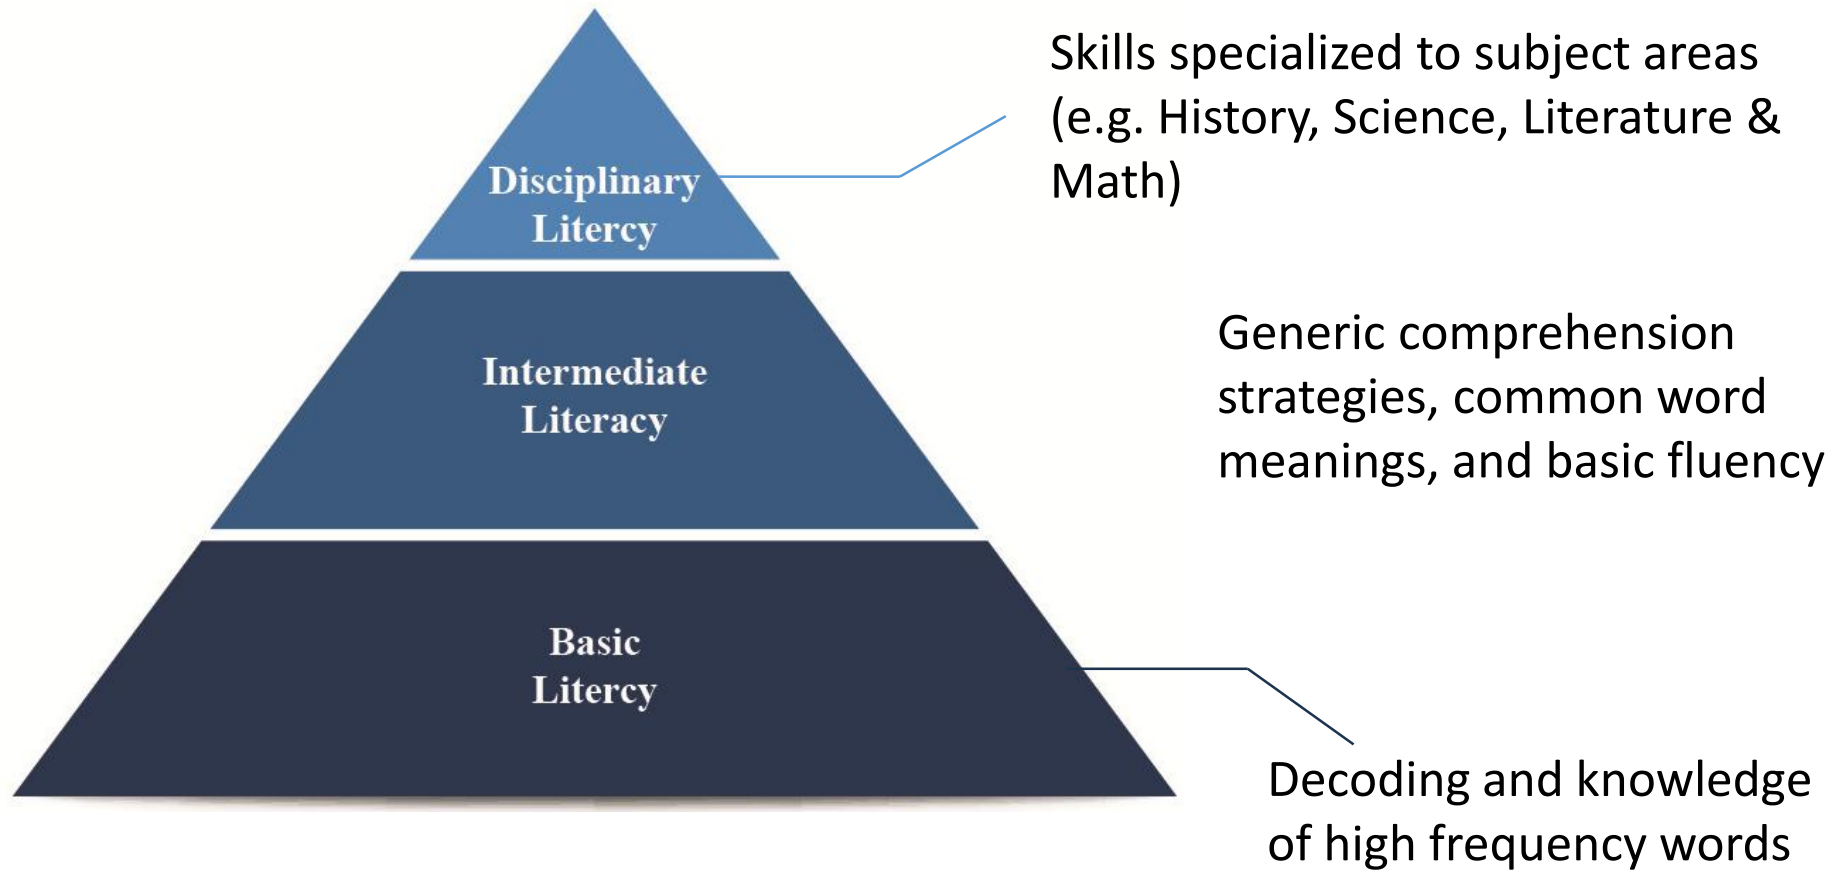 Skills specialized to subject areas
(e.g. History, Science, Literature &
Math)
Disciplinary
Litercy
Generic comprehension
strategies, common word
meanings, and basic fluency
Intermediate
Literacy
Basic
Litercy
Decoding and knowledge
of high frequency words